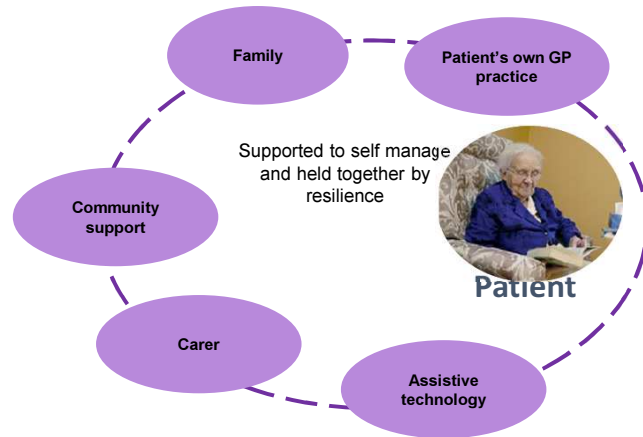 Family
Patient's own GP
practice
Supported to self manage
and held together by
resilience
Community
support
Patient
Carer
Assistive
technology